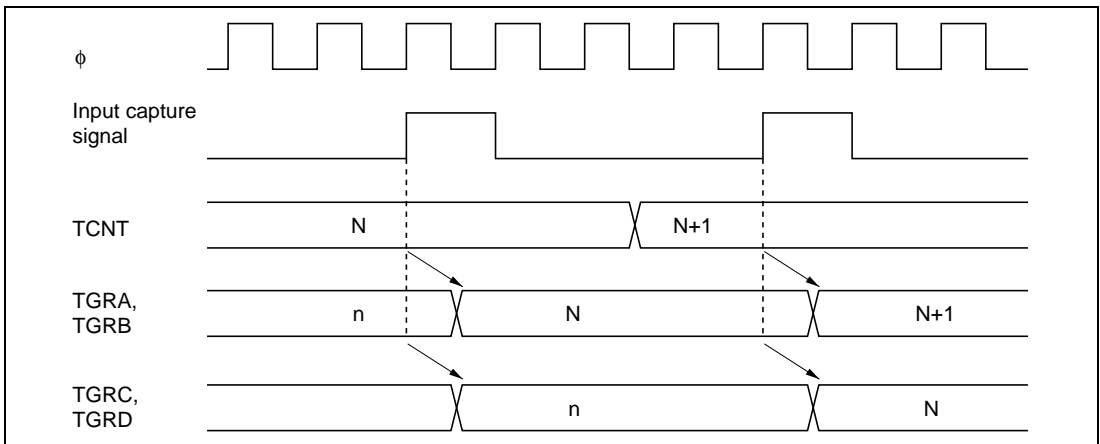 ϕ
Input capture
signal
TCNT
N
N+1
TGRA,
TGRB
n
N
N+1
TGRC,
TGRD
n
N